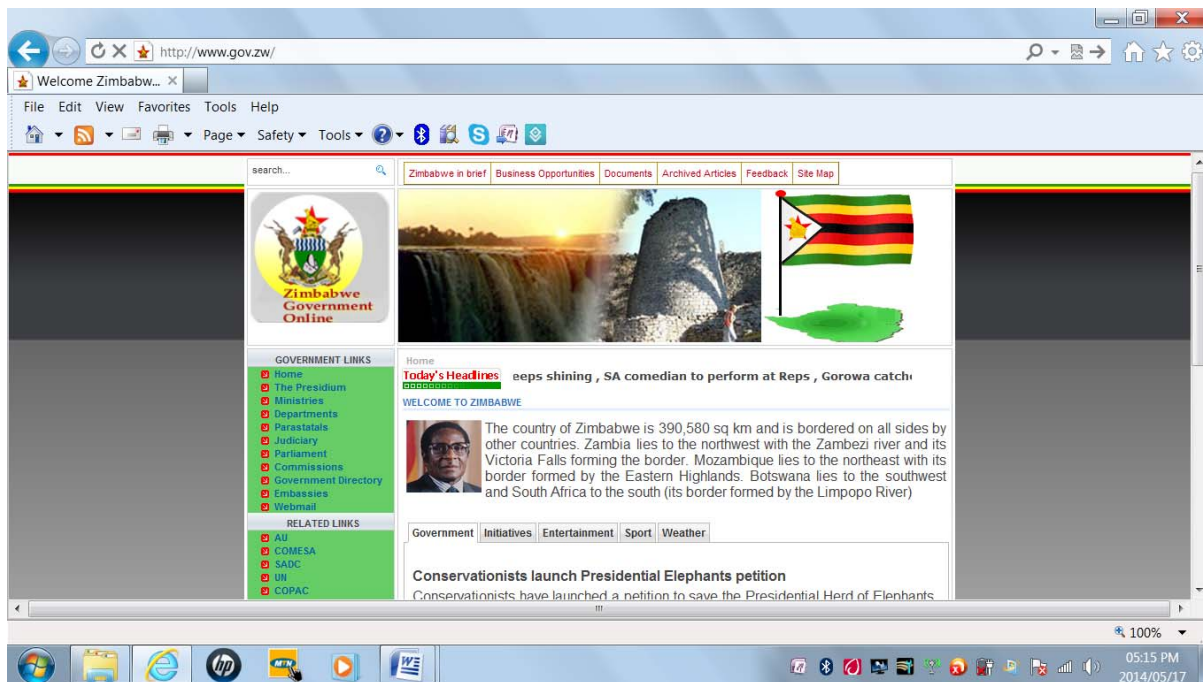 http://www.gov.zw/
Welcome Zimbabw...
File Edit View Favorites Tools Help
Page Safety Tools
search...
Zimbabwe in brief Business Opportunities Documents Archived Articles Feedback Site Map
Zimbabwe
Government
Online
GOVERNMENT LINKS
Home
The Presidium
Ministries
Departments
Parastatals
Judiciary
Parliament
Commissions
Government Directory
Embassies
Webmail
RELATED LINKS
AU
COMESA
SADC
UN
COPAC
Home
Today's Headlines eeps shining , SA comedian to perform at Reps , Gorowa catch
WELCOME TO ZIMBABWE
The country of Zimbabwe is 390,580 sq km and is bordered on all sides by
other countries. Zambia lies to the northwest with the Zambezi river and its
Victoria Falls forming the border. Mozambique lies to the northeast with its
border formed by the Eastern Highlands. Botswana lies to the southwest
and South Africa to the south (its border formed by the Limpopo River)
Government Initiatives Entertainment Sport Weather
Conservationists launch Presidential Elephants petition
Conservationists have launched a petition to save the Presidential Herd of Elephants
100%
hp
MTN
05:15 PM
2014/05/17